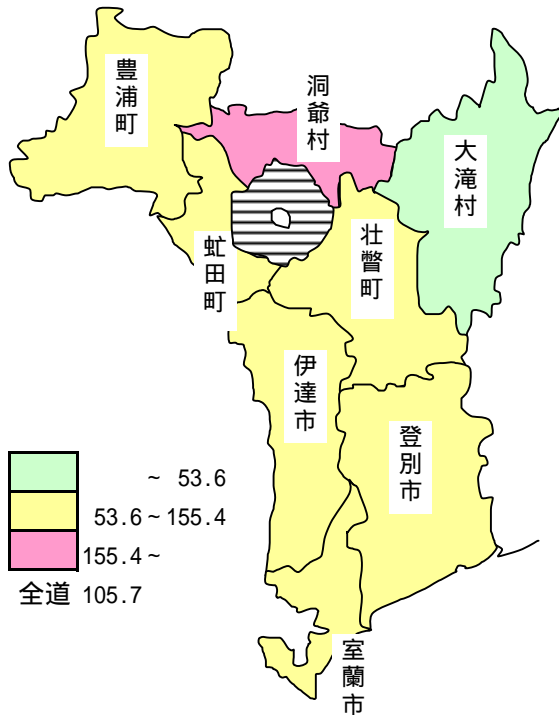 豊浦町
洞爺村
大滝村
虻田町
壮瞥町
伊達市
登別市
室蘭市
~ 53.6
53.6 ~ 155.4
155.4 ~
全道 105.7